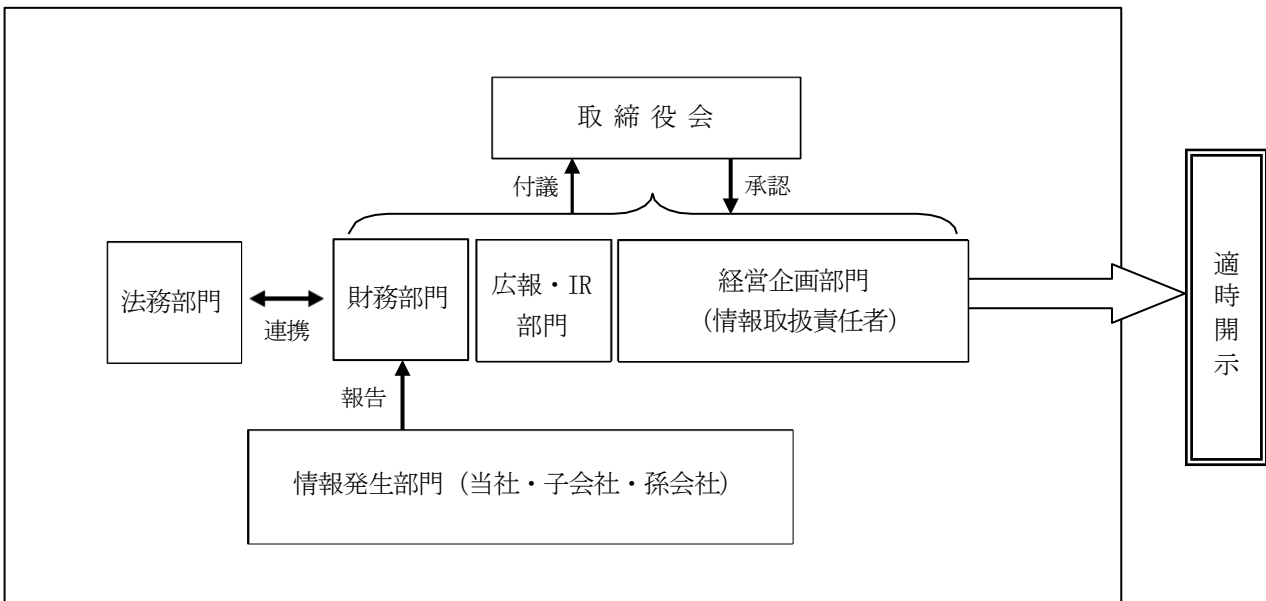 取 締 役 会
付議
承認
法務部門
連携
財務部門
広報・IR
部門
経営企画部門
（情報取扱責任者）
適時開示
報告
情報発生部門（当社・子会社・孫会社）